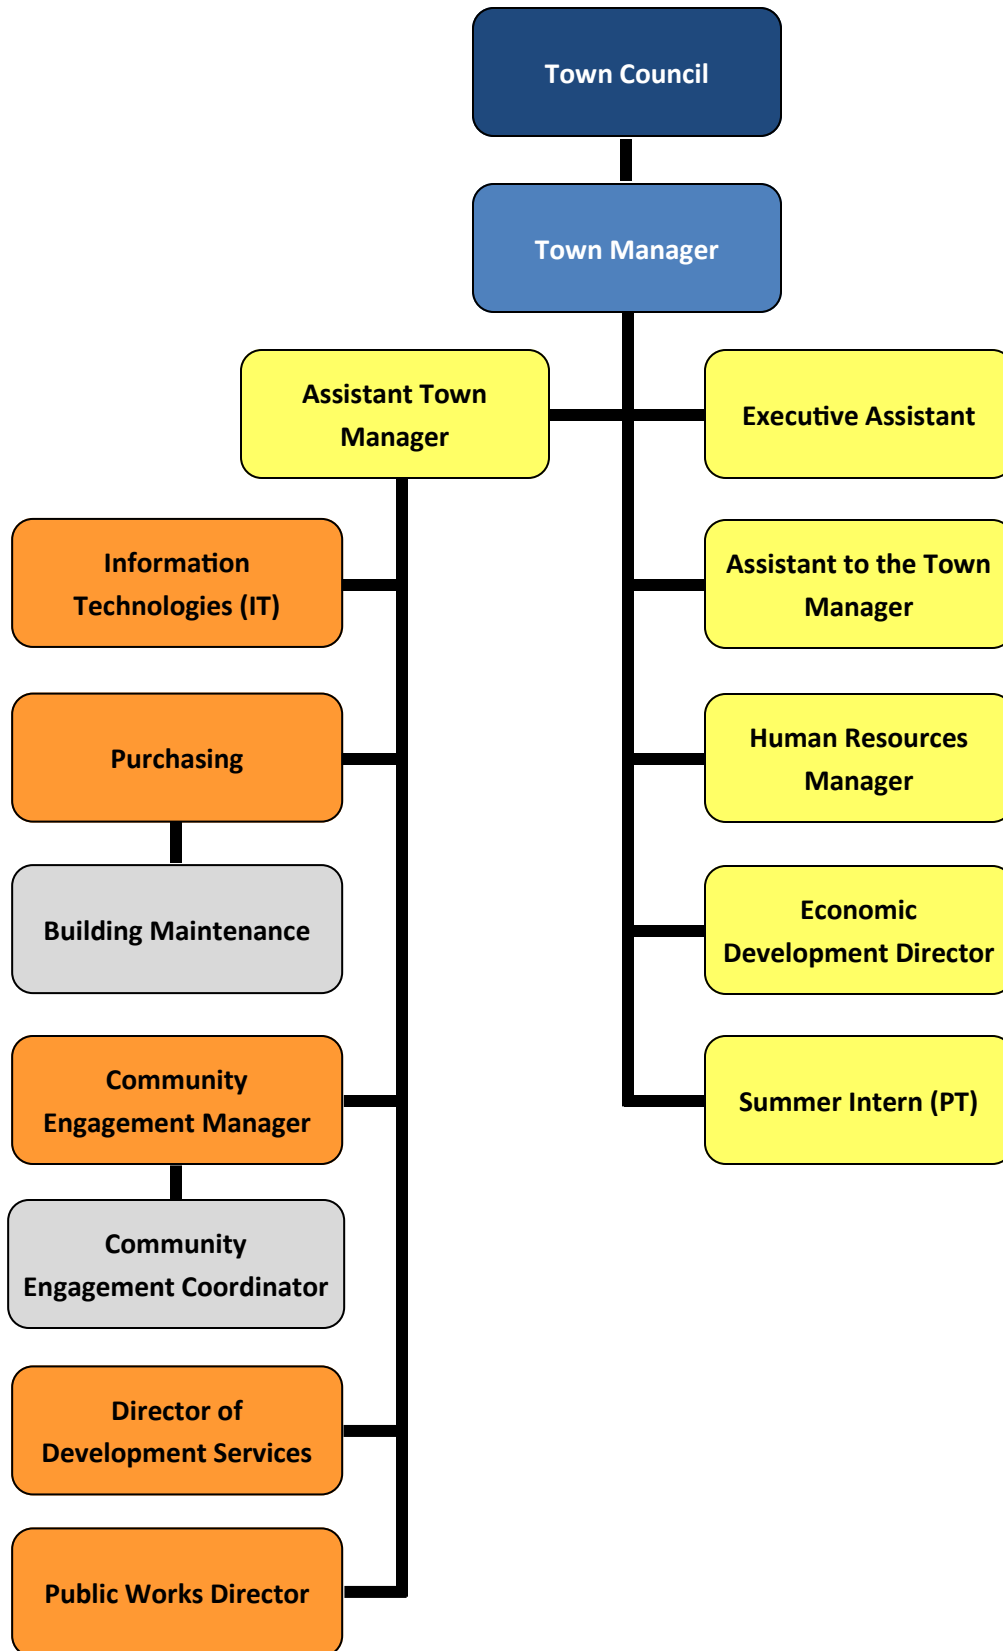 Town Council
Town Manager
Assistant Town
Manager
Executive Assistant
Information
Technologies (IT)
Assistant to the Town
Manager
Purchasing
Human Resources
Manager
Building Maintenance
Economic
Development Director
Community
Engagement Manager
Summer Intern (PT)
Community
Engagement Coordinator
Director of
Development Services
Public Works Director